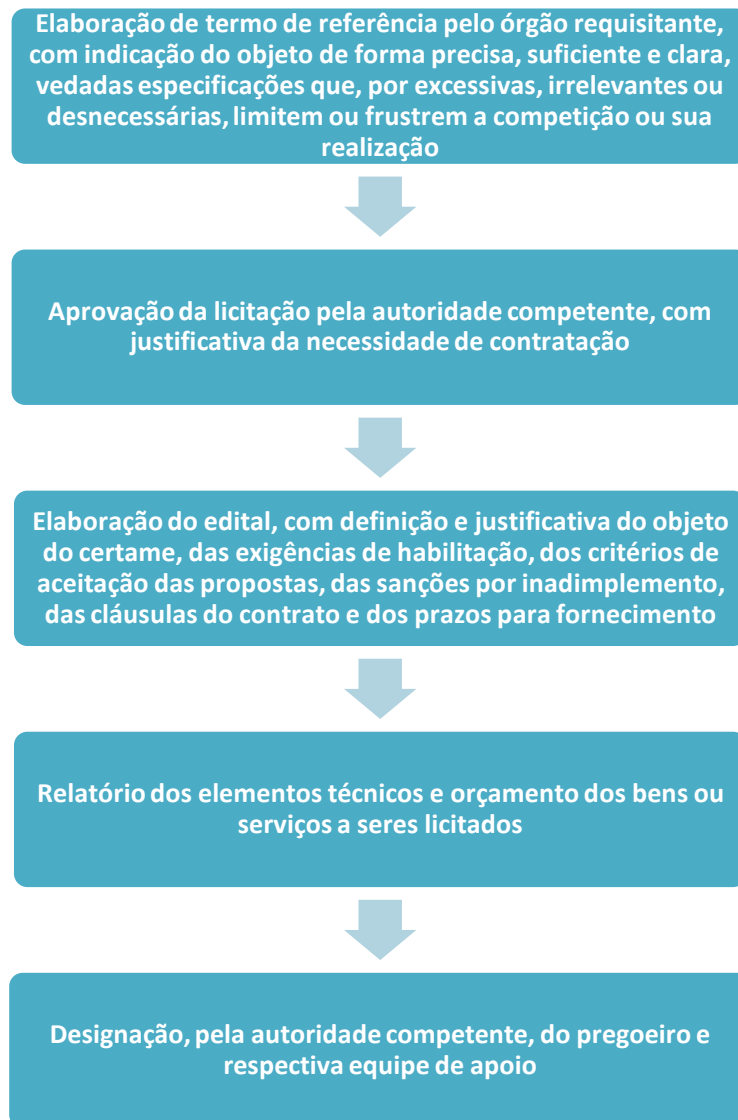 Elaboração de termo de referência pelo órgão requisitante,
com indicação do objeto de forma precisa, suficiente e clara,
vedadas especificações que, por excessivas, irrelevantes ou
desnecessárias, limitem ou frustrem a competição ou sua
realização
Aprovação da licitação pela autoridade competente, com
justificativa da necessidade de contratação
Elaboração do edital, com definição e justificativa do objeto
do certame, das exigências de habilitação, dos critérios de
aceitação das propostas, das sanções por inadimplemento,
das cláusulas do contrato e dos prazos para fornecimento
Relatório dos elementos técnicos e orçamento dos bens ou
serviços a seres licitados
Designação, pela autoridade competente, do pregoeiro e
respectiva equipe de apoio